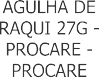 AGULHA DE
RAQUI 27G -
PROCARE -
PROCARE